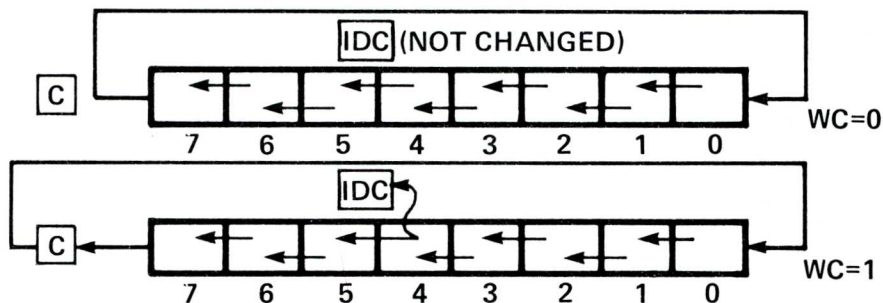 IDC (NOT CHANGED)
C
WC=0
7 6 5 4 3 2 1 0
IDC
C
WC=1
7 6 5 4 3 2 1 0